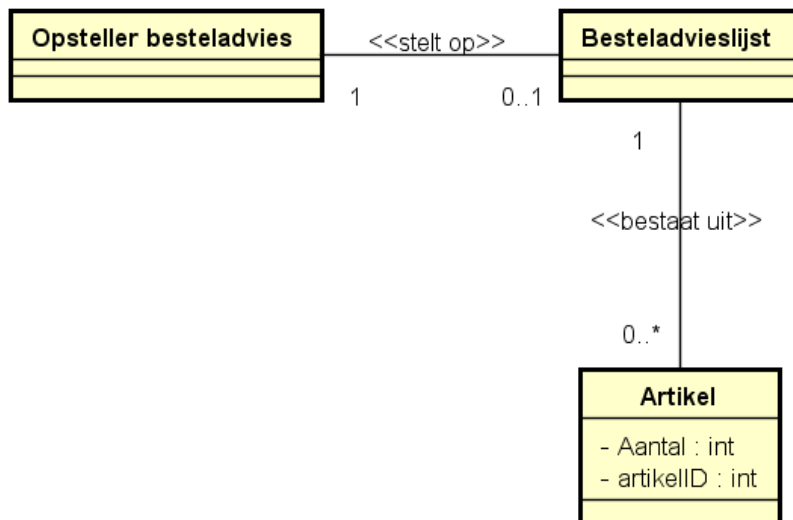 Opsteller besteladvies
<<stelt op>>
Besteladvieslijst
1
0..1
1
<<bestaat uit>>
0..*
Artikel
- Aantal : int
- artikelID : int